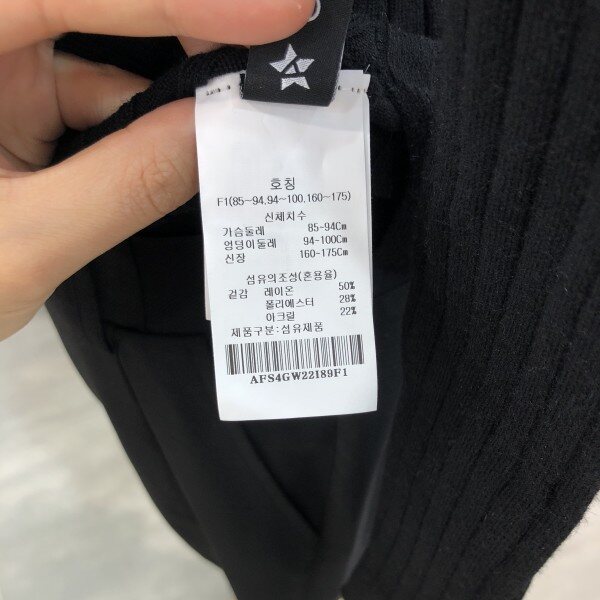 호칭
F1(85~94.94~100.160~175)
신체치수
가슴둘레 85-94Cm
엉덩이둘레 94-100Cm
신장 160-175Cm
섬유의조성(혼용율)
겉감 레이온 50%
폴리에스터 28%
아크릴 22%
제품구분:섬유제품
AFS4GW22I89F1